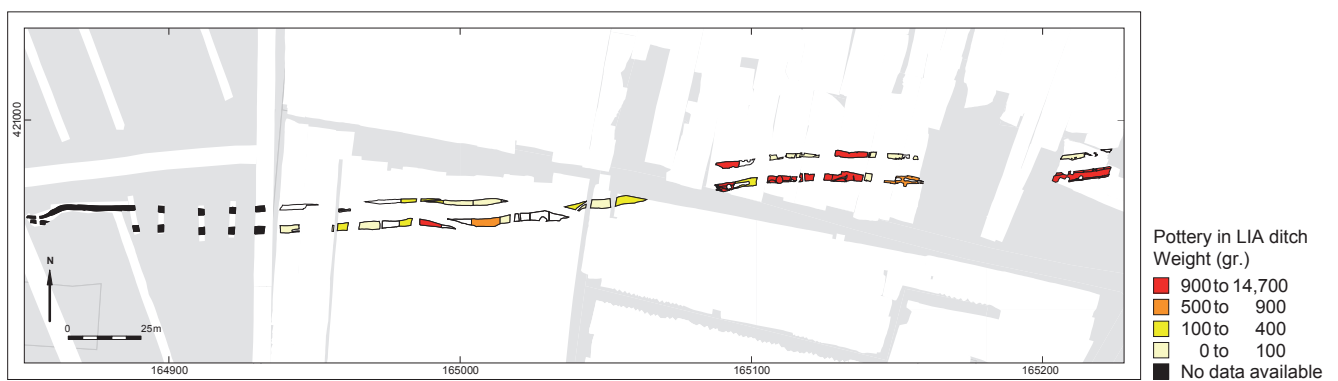 421000
N
0 25m
164900 165000 165100 165200
Pottery in LIA ditch
Weight (gr.)
900 to 14,700
500 to 900
100 to 400
0 to 100
No data available